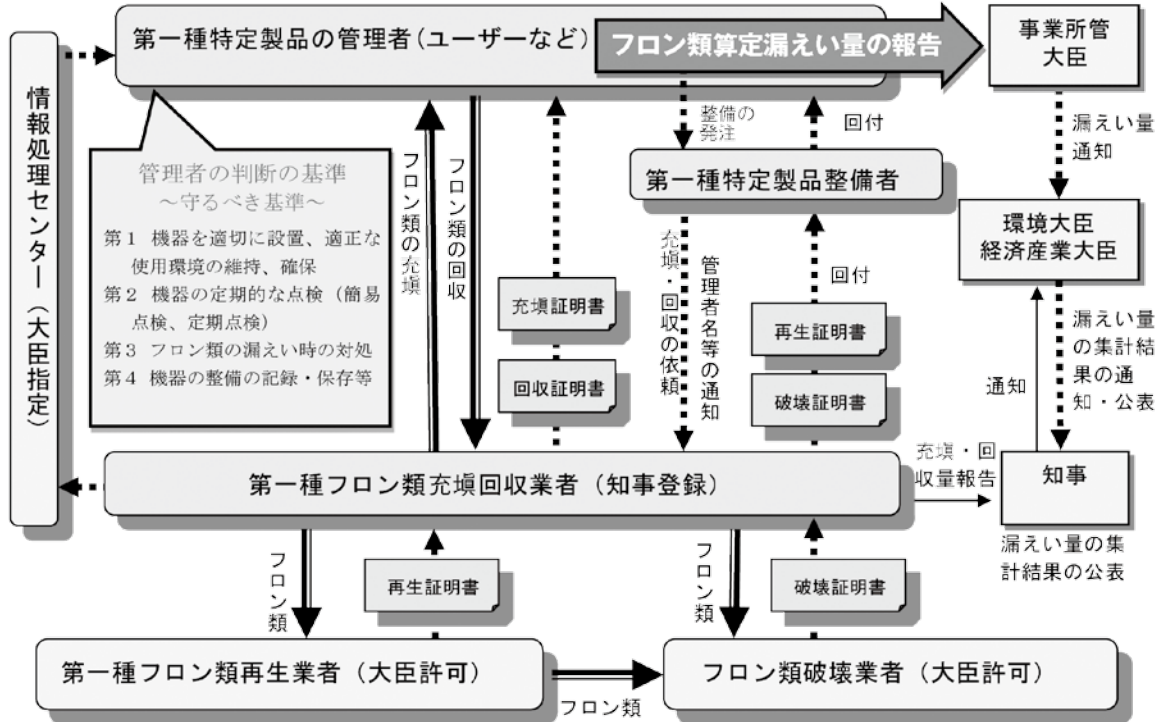 第一種特定製品の管理者（ユーザーなど）
フロン類算定漏えい量の報告
事業所管
大臣
情報処理センター（大臣指定）
管理者の判断の基準
～守るべき基準～
第１ 機器を適切に設置、適正な
使用環境の維持、確保
第２ 機器の定期的な点検（簡易
点検、定期点検）
第３ フロン類の漏えい時の対処
第４ 機器の整備の記録・保存等
フロン類の充塡
フロン類の回収
充塡証明書
回収証明書
整備の
発注
回付
第一種特定製品整備者
充塡・回収の依頼
管理者名等の通知
回付
再生証明書
破壊証明書
漏えい量
通知
環境大臣
経済産業大臣
通知
漏えい量
の集計結
果の通
知・公表
第一種フロン類充塡回収業者（知事登録）
充塡・回
収量報告
知事
漏えい量の集
計結果の公表
フロン類
再生証明書
フロン類
破壊証明書
第一種フロン類再生業者（大臣許可）
フロン類
フロン類破壊業者（大臣許可）